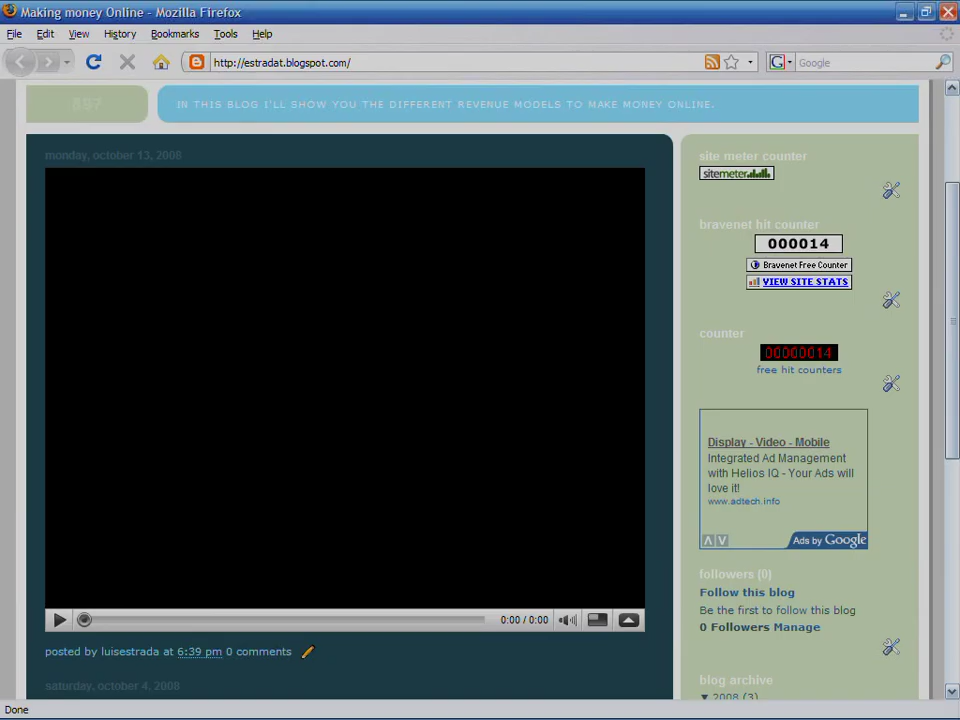 Making money Online - Mozilla Firefox
File Edit View History Bookmarks Tools Help
http://estradat.blogspot.com/
G Google
IN THIS BLOG I'LL SHOW YOU THE DIFFERENT REVENUE MODELS TO MAKE MONEY ONLINE.
monday, october 13, 2008
0:00 / 0:00
posted by luisestrada at 6:39 pm 0 comments
saturday, october 4, 2008
site meter counter
sitemeter
bravenet hit counter
000014
Bravenet Free Counter
VIEW SITE STATS
counter
00000014
free hit counters
Display - Video - Mobile
Integrated Ad Management
with Helios IQ - Your Ads will
love it!
www.adtech.info
Ads by Google
followers (0)
Follow this blog
Be the first to follow this blog
0 Followers Manage
blog archive
▼ 2008 (3)
Done